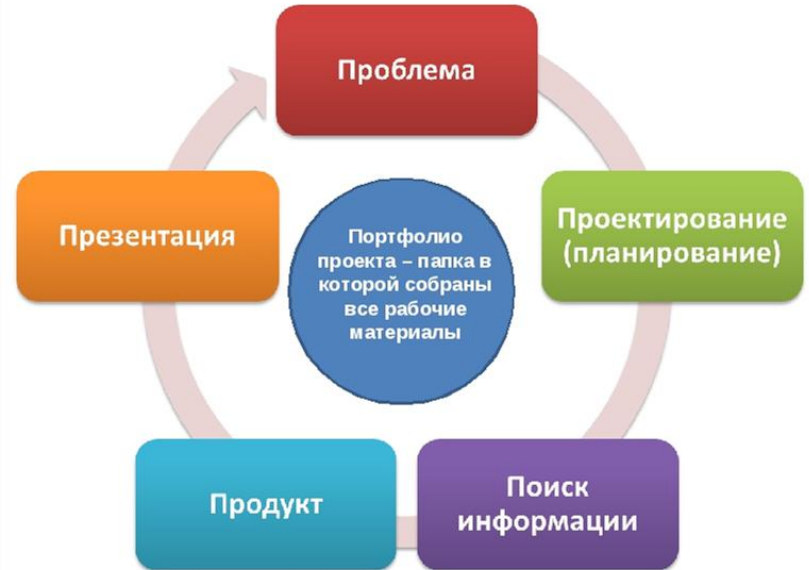 Проблема
Проектирование
(планирование)
Поиск
информации
Продукт
Презентация
Портфолио
проекта – папка в
которой собраны
все рабочие
материалы